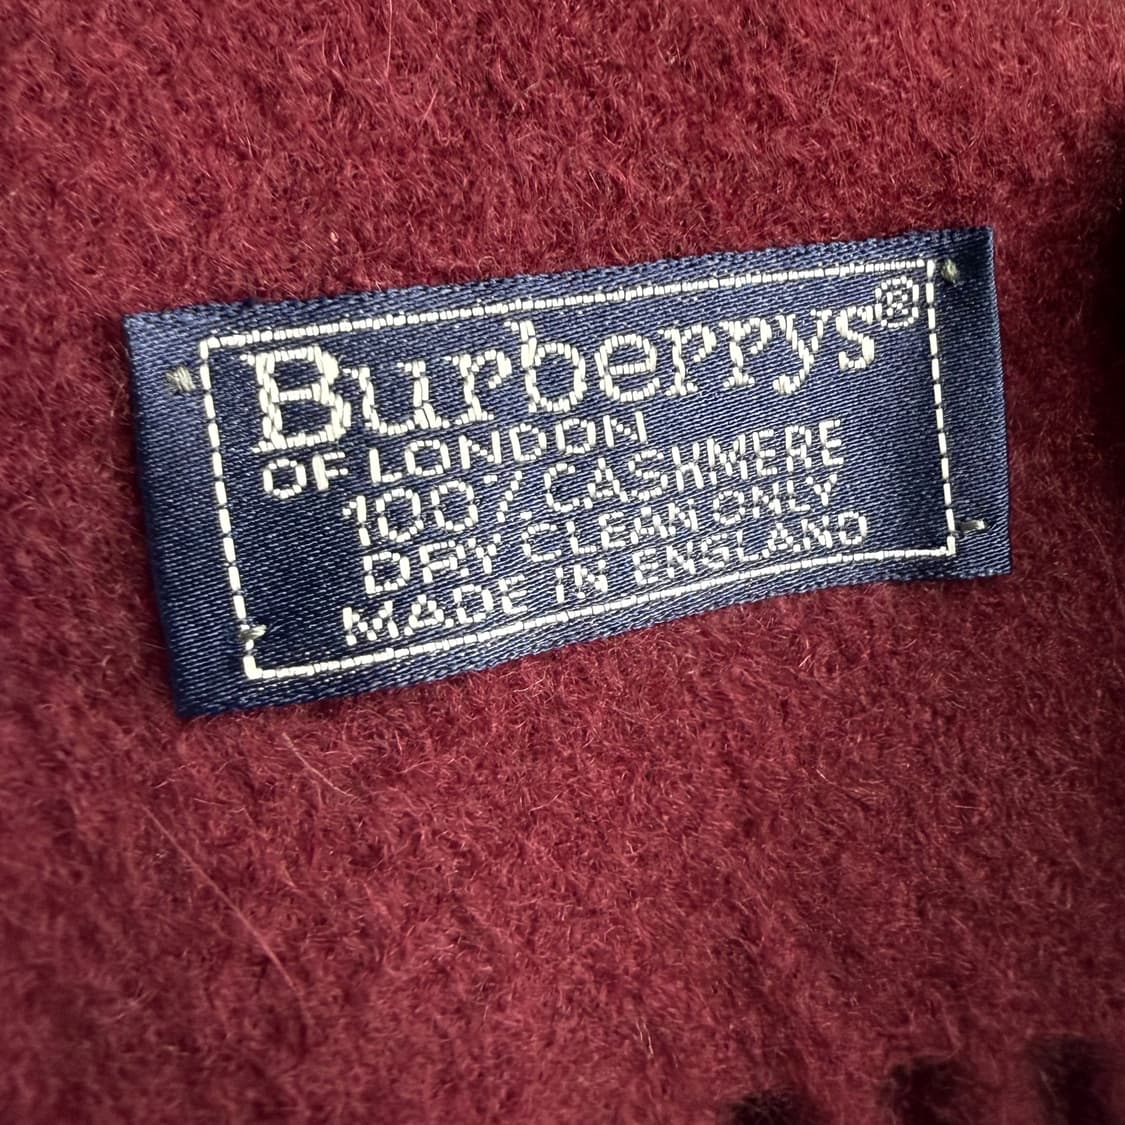 Burberrys®
OF LONDON
100% CASHMERE
DRY CLEAN ONLY
MADE IN ENGLAND